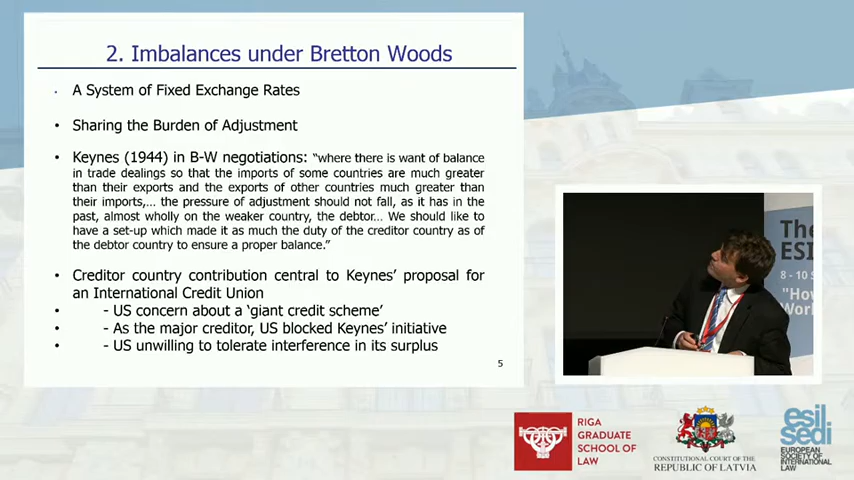 2. Imbalances under Bretton Woods
• A System of Fixed Exchange Rates
• Sharing the Burden of Adjustment
• Keynes (1944) in B-W negotiations: “where there is want of balance
in trade dealings so that the imports of some countries are much greater
than their exports and the exports of other countries much greater than
their imports,... the pressure of adjustment should not fall, as it has in the
past, almost wholly on the weaker country, the debtor... We should like to
have a set-up which made it as much the duty of the creditor country as of
the debtor country to ensure a proper balance.”
• Creditor country contribution central to Keynes’ proposal for
an International Credit Union
• - US concern about a ‘giant credit scheme’
• - As the major creditor, US blocked Keynes’ initiative
• - US unwilling to tolerate interference in its surplus
5
The
ESI
8 - 10 S
"How
Worl
RIGA
GRADUATE
SCHOOL OF
LAW
CONSTITUTIONAL COURT OF THE
REPUBLIC OF LATVIA
esil
sedi
EUROPEAN
SOCIETY OF
INTERNATIONAL
LAW